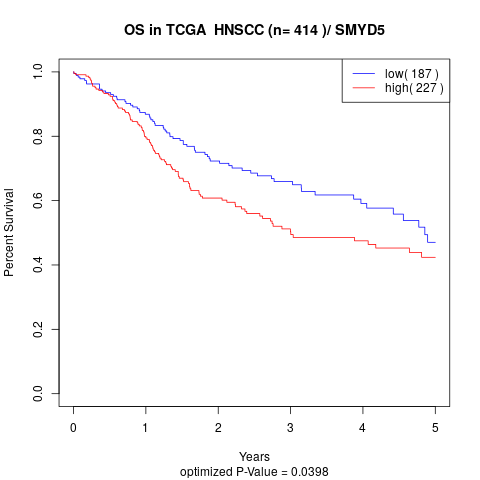 OS in TCGA HNSCC (n= 414 )/ SMYD5
low( 187 )
high( 227 )
Percent Survival
1.0
0.8
0.6
0.4
0.2
0.0
0 1 2 3 4 5
Years
optimized P-Value = 0.0398